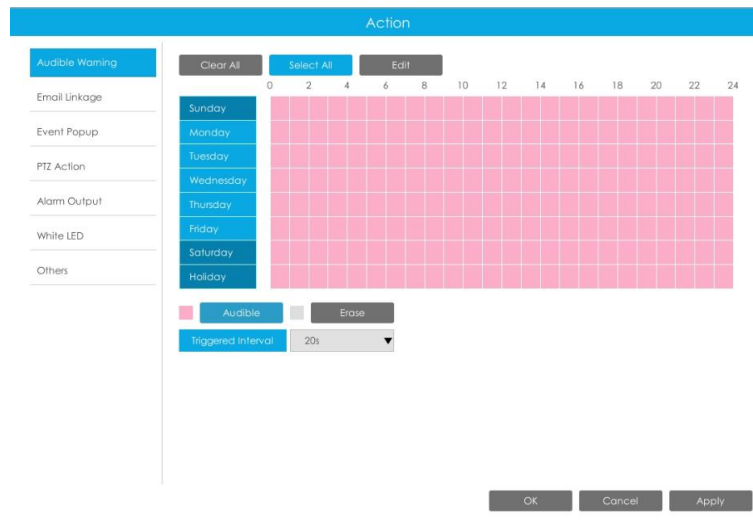 Action
Audible Warning
Email Linkage
Event Popup
PTZ Action
Alarm Output
White LED
Others
Clear All Select All Edit
0 2 4 6 8 10 12 14 16 18 20 22 24
Sunday
Monday
Tuesday
Wednesday
Thursday
Friday
Saturday
Holiday
Audible Erase
Triggered Interval 20s
OK Cancel Apply